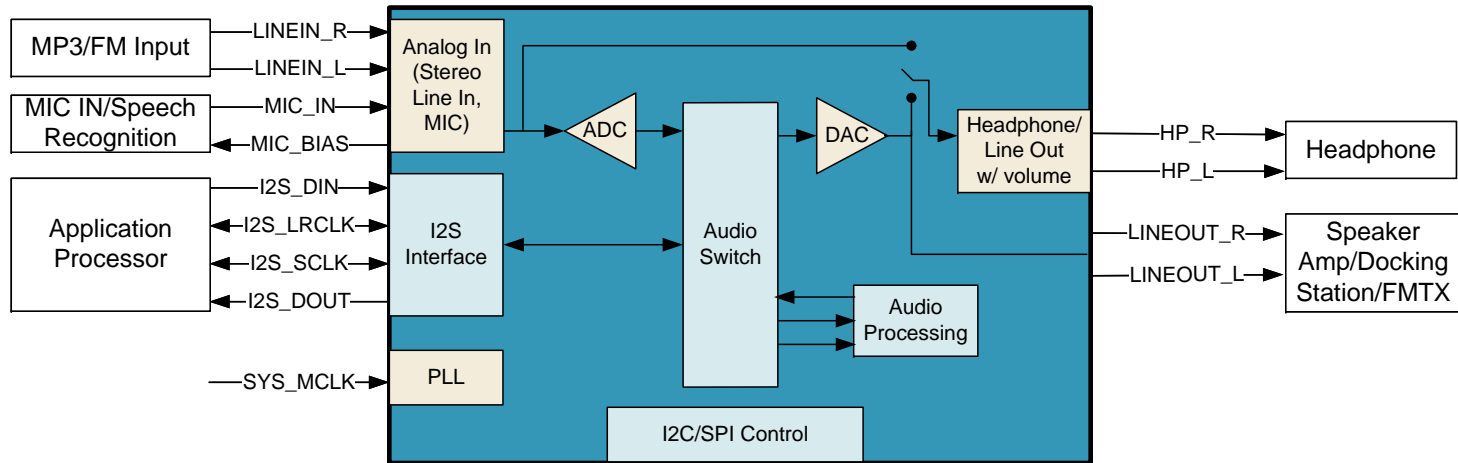 MP3/FM Input
LINEIN_R
LINEIN_L
MIC IN/Speech
Recognition
MIC_IN
MIC_BIAS
Application
Processor
I2S_DIN
I2S_LRCLK
I2S_SCLK
I2S_DOUT
SYS_MCLK
Analog In
(Stereo
Line In,
MIC)
I2S
Interface
PLL
ADC
Audio
Switch
DAC
Audio
Processing
I2C/SPI Control
Headphone/
Line Out
w/ volume
HP_R
HP_L
Headphone
LINEOUT_R
LINEOUT_L
Speaker
Amp/Docking
Station/FMTX